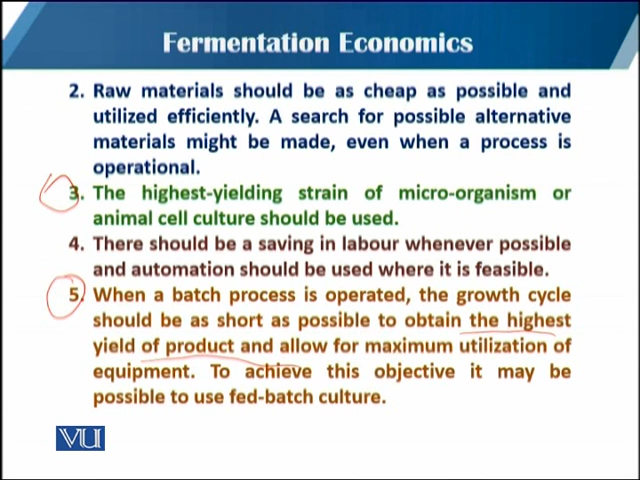 Fermentation Economics
2. Raw materials should be as cheap as possible and
utilized efficiently. A search for possible alternative
materials might be made, even when a process is
operational.
3. The highest-yielding strain of micro-organism or
animal cell culture should be used.
4. There should be a saving in labour whenever possible
and automation should be used where it is feasible.
5. When a batch process is operated, the growth cycle
should be as short as possible to obtain the highest
yield of product and allow for maximum utilization of
equipment. To achieve this objective it may be
possible to use fed-batch culture.
VU